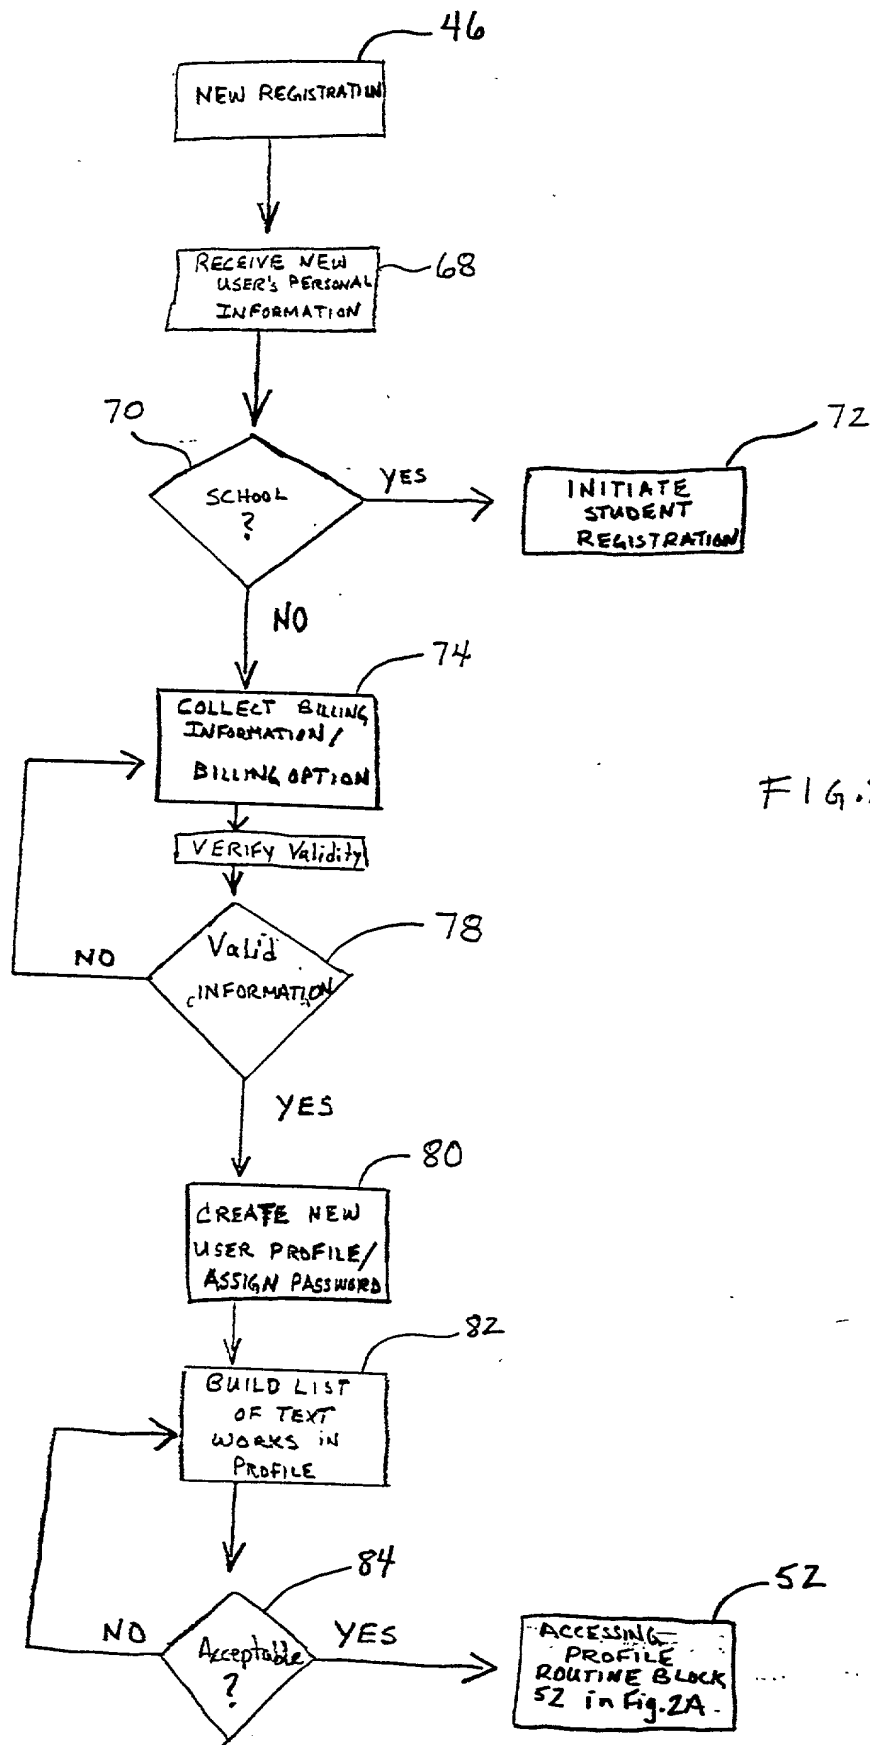 46
NEW REGISTRATION
RECEIVE NEW
USER'S PERSONAL
INFORMATION
68
70
SCHOOL
?
YES
72
INITIATE
STUDENT
REGISTRATION
NO
74
COLLECT BILLING
INFORMATION/
BILLING OPTION
FIG.
VERIFY Validity
78
Valid
INFORMATION
NO
YES
80
CREATE NEW
USER PROFILE/
ASSIGN PASSWORD
82
BUILD LIST
OF TEXT
WORKS IN
PROFILE
84
Acceptable
?
NO
YES
52
ACCESSING
PROFILE
ROUTINE BLOCK
52 in Fig.2A